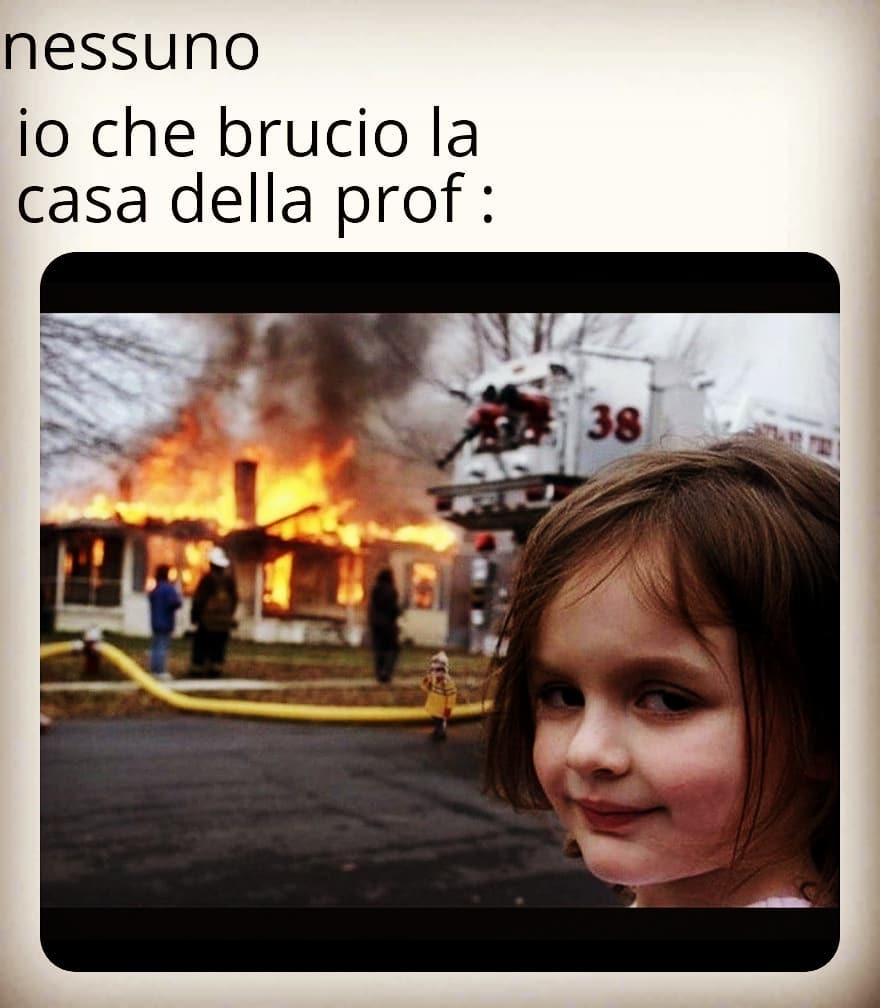 nessuno
io che brucio la
casa della prof :
38